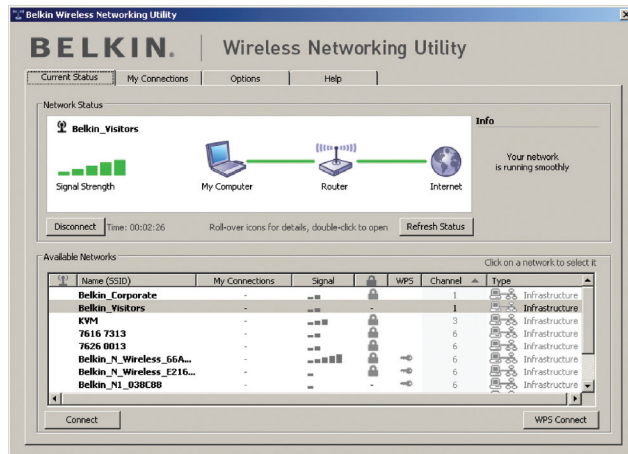 Belkin Wireless Networking Utility
BELKIN. Wireless Networking Utility
Current Status My Connections Options Help
Network Status
Belkin_Visitors
Info
Your network
is running smoothly
Signal Strength My Computer Router Internet
Disconnect Time: 00:02:26 Roll-over icons for details, double-click to open Refresh Status
Available Networks
Click on a network to select it
Name (SSID) My Connections Signal WPS Channel Type
Belkin_Corporate - 1 Infrastructure
Belkin_Visitors - - 1 Infrastructure
KVM - 3 Infrastructure
7616 7313 - 6 Infrastructure
7626 0013 - 6 Infrastructure
Belkin_N_Wireless_66A... - 6 Infrastructure
Belkin_N_Wireless_E216... - 6 Infrastructure
Belkin_N1_038C88 - - 6 Infrastructure
Connect WPS Connect